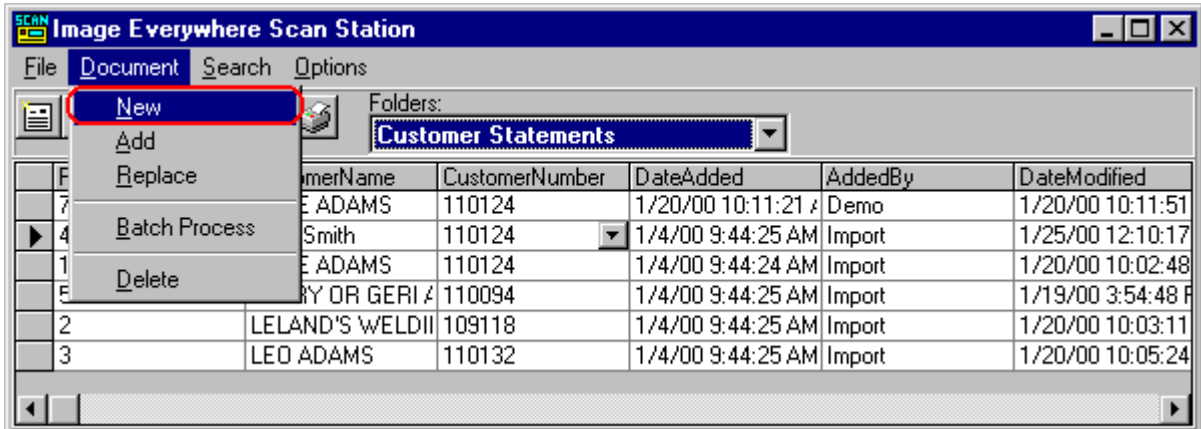 SCAN Image Everywhere Scan Station
File Document Search Options
New
Add
Replace
Batch Process
Delete
Folders:
Customer Statements
CustomerNumber DateAdded AddedBy DateModified
ADAMS 110124 1/20/00 10:11:21 Demo 1/20/00 10:11:51
4 Smith 110124 1/4/00 9:44:25 AM Import 1/25/00 12:10:17
1 ADAMS 110124 1/4/00 9:44:24 AM Import 1/20/00 10:02:48
OR GERI 110094 1/4/00 9:44:25 AM Import 1/19/00 3:54:48
2 LELAND'S 109118 1/4/00 9:44:25 AM Import 1/20/00 10:03:11
3 LEO ADAMS 110132 1/4/00 9:44:25 AM Import 1/20/00 10:05:24